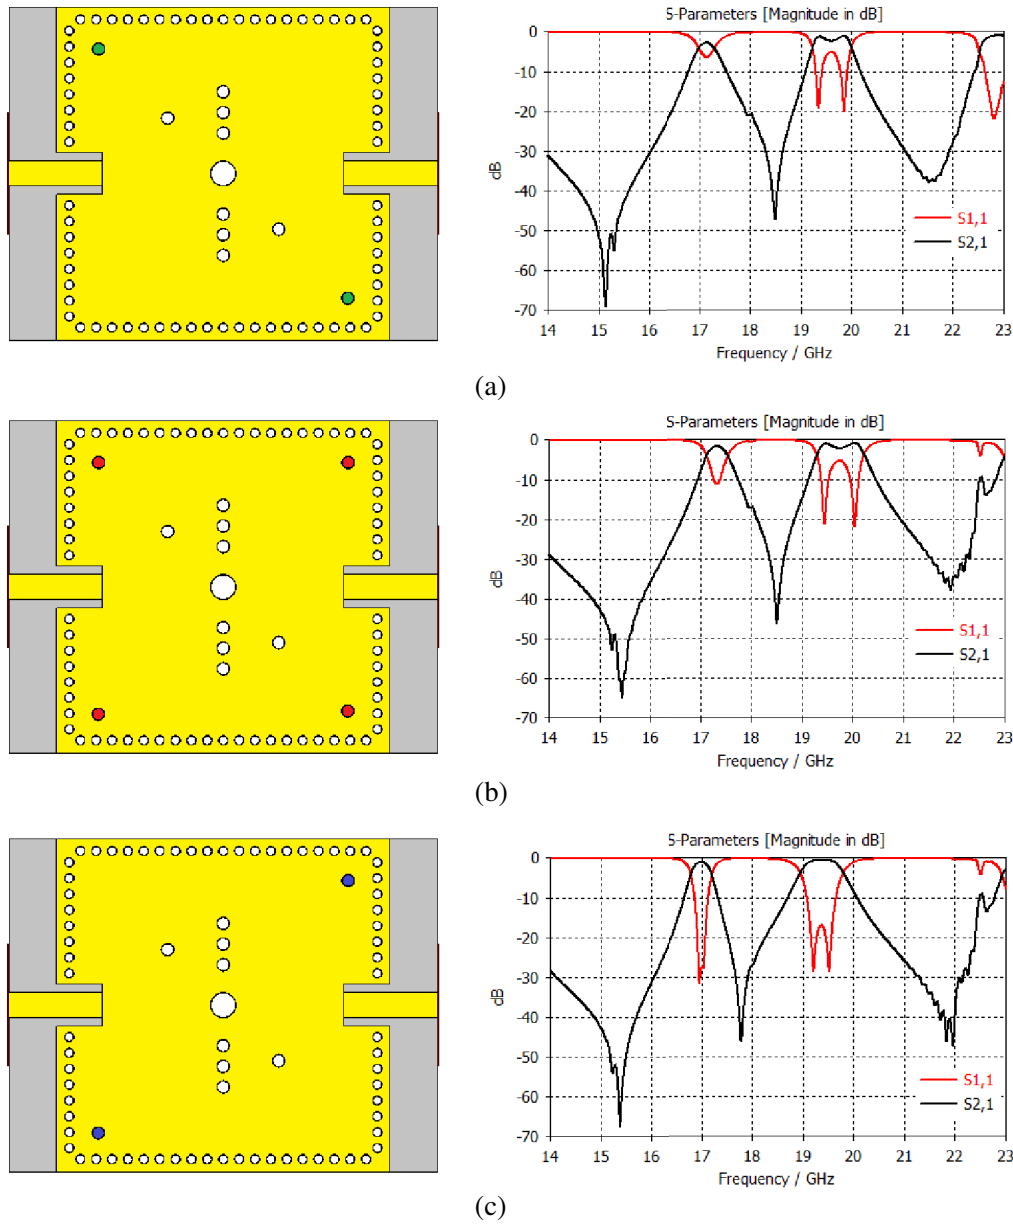 5-Parameters [Magnitude in dB]
0
-10
-20
-30
-40
-50
-60
-70
dB
S1,1
S2,1
14 15 16 17 18 19 20 21 22 23
Frequency / GHz
(a)
5-Parameters [Magnitude in dB]
0
-10
-20
-30
-40
-50
-60
-70
dB
S1,1
S2,1
14 15 16 17 18 19 20 21 22 23
Frequency / GHz
(b)
5-Parameters [Magnitude in dB]
0
-10
-20
-30
-40
-50
-60
-70
dB
S1,1
S2,1
14 15 16 17 18 19 20 21 22 23
Frequency / GHz
(c)